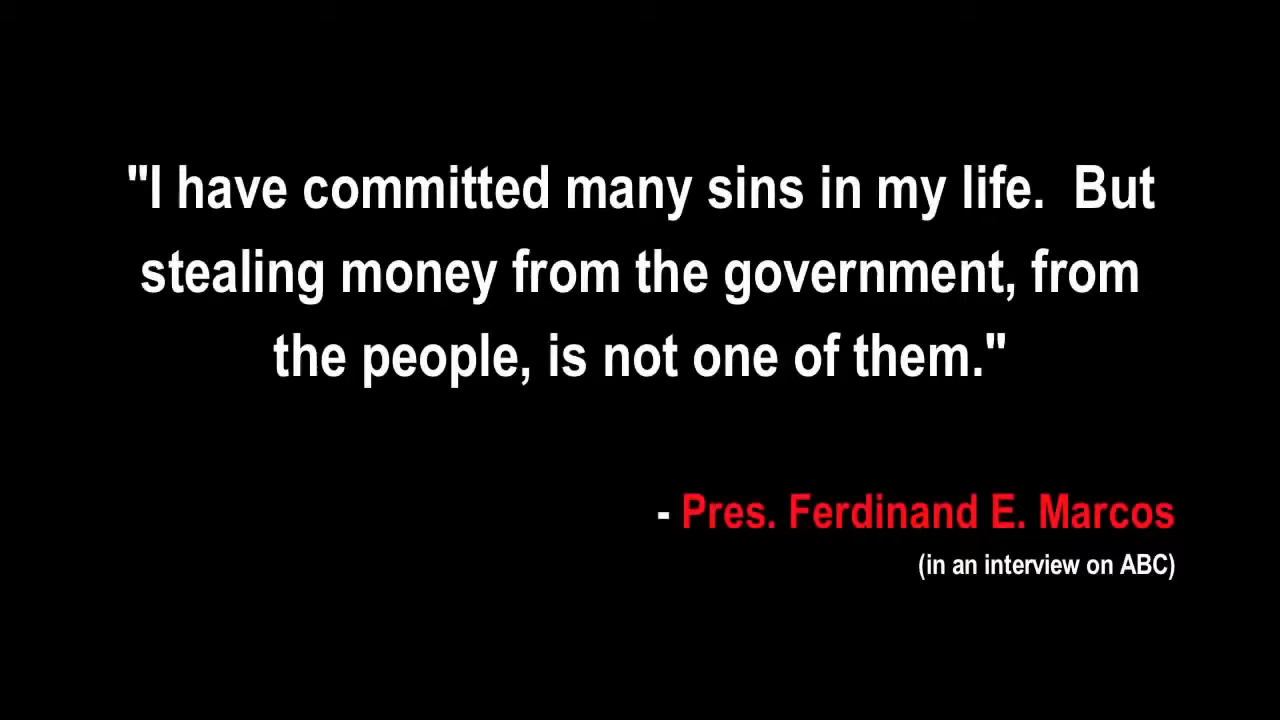 "I have committed many sins in my life.  But
stealing money from the government, from
the people, is not one of them."
- Pres. Ferdinand E. Marcos
(in an interview on ABC)